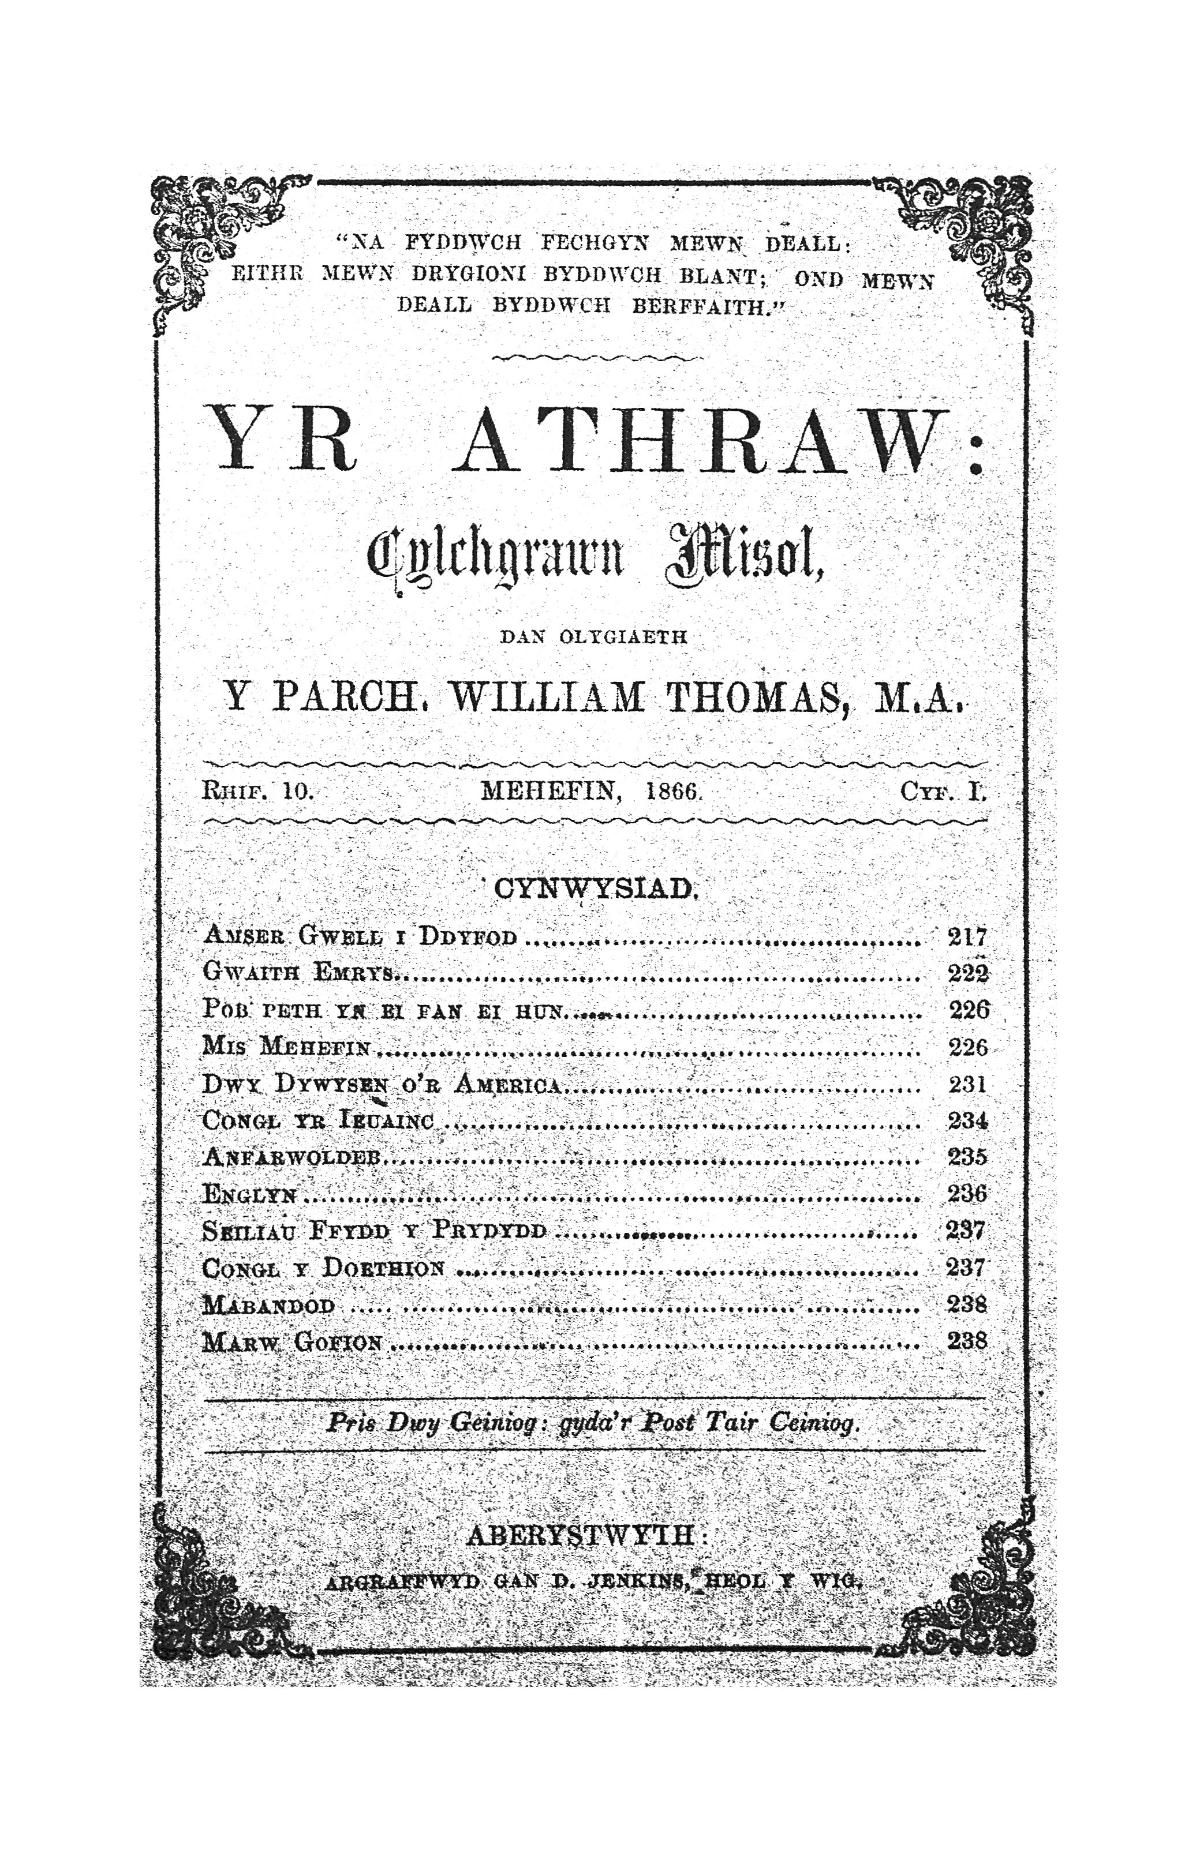 “NA FYDDWCH FECHGYN MEWN DEALL:
EITHR MEWN DRYGIONI BYDDWCH BLANT; OND MEWN
DEALL BYDDWCH BERFFAITH.”
YR ATHRAW:
Cylchgrawn Misol,
DAN OLYGIAETH
Y PARCH. WILLIAM THOMAS, M.A.
RHIF. 10. MEHEFIN, 1866. CYF. I.
CYNWYSIAD.
AMSER GWELL I DDYFOD ........ 217
GWAITH EMRYS........ 222
POB PETH YN EI FAN EI HUN........ 226
MIS MEHEFIN........ 226
DWY DYWYSEN O’R AMERICA........ 231
CONGL YR IEUAINC ........ 234
ANFARWOLDEB........ 235
ENGLYN ........ 236
SEILIAU FFYDD Y PRYDYDD ........ 237
CONGL Y DOETHION ........ 237
MABANDOD ........ 238
MARW GOFION ........ 238
Pris Dwy Geiniog: gyda’r Post Tair Ceiniog.
ABERYSTWYTH:
ARGRAFFWYD GAN D. JENKINS, HEOL Y WIG.